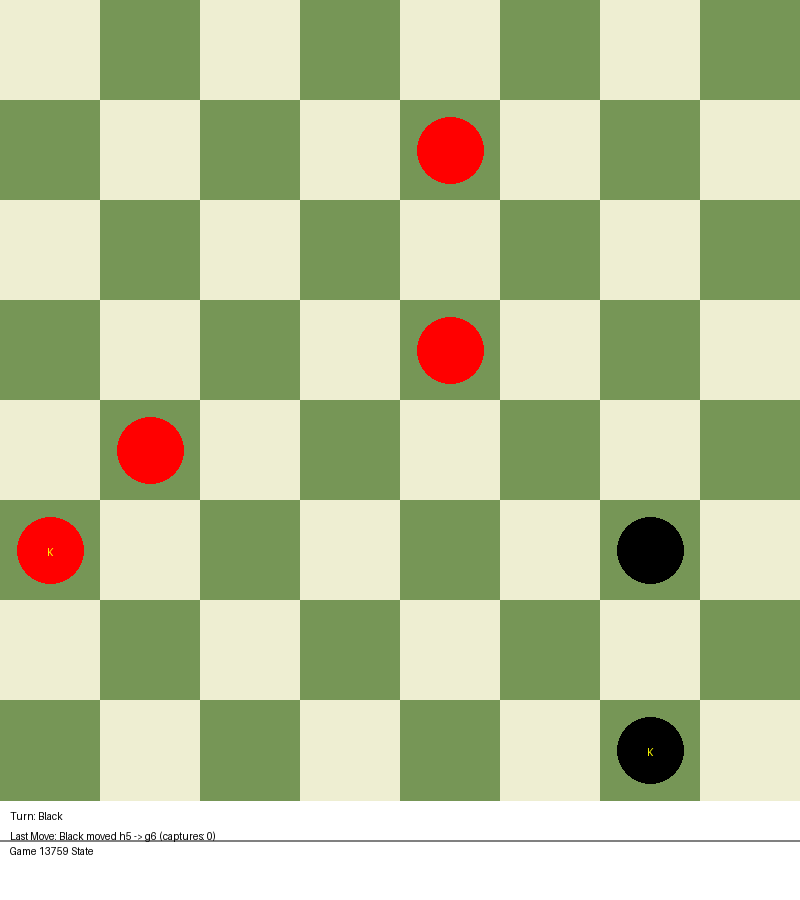 K
K
Turn: Black
Last Move: Black moved h5 -> g6 (captures: 0)
Game 13759 State